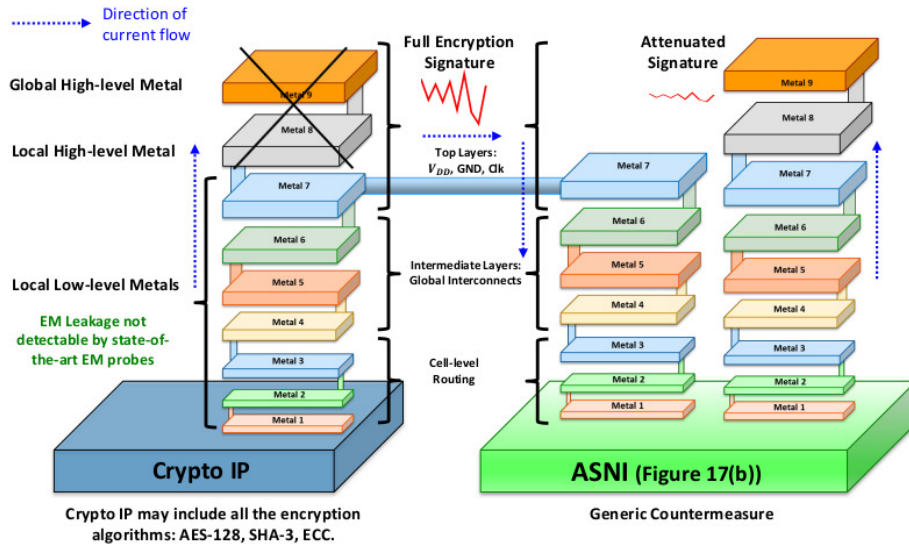 Direction of
current flow
Global High-level Metal
Local High-level Metal
Local Low-level Metals
EM Leakage not
detectable by state-of-
the-art EM probes
Metal 9
Metal 8
Metal 7
Metal 6
Metal 5
Metal 4
Metal 3
Metal 2
Metal 1
Crypto IP
Crypto IP may include all the encryption
algorithms: AES-128, SHA-3, ECC.
Full Encryption
Signature
Top Layers:
V_DD, GND, Clk
Intermediate Layers:
Global Interconnects
Cell-level
Routing
Metal 7
Metal 6
Metal 5
Metal 4
Metal 3
Metal 2
Metal 1
Attenuated
Signature
Metal 9
Metal 8
Metal 7
Metal 6
Metal 5
Metal 4
Metal 3
Metal 2
Metal 1
ASNI (Figure 17(b))
Generic Countermeasure